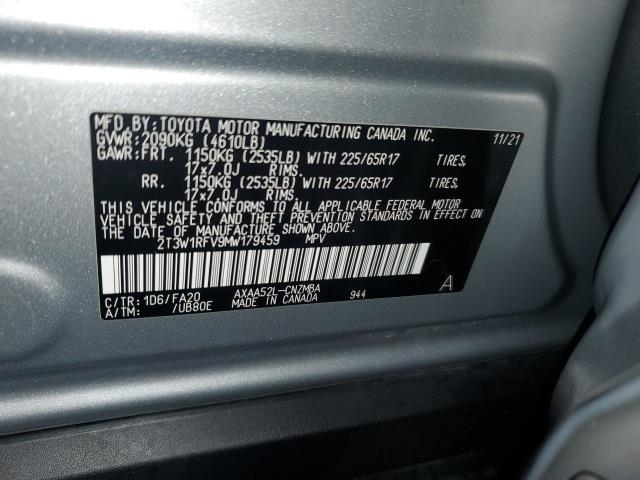 MFD. BY: TOYOTA MOTOR MANUFACTURING CANADA INC. 11/21
GVWR: 2090KG (4610LB)
GAWR: FRT. 1150KG (2535LB) WITH 225/65R17 TIRES,
17x7.0J RIMS.
RR. 1150KG (2535LB) WITH 225/65R17 TIRES,
17x7.0J RIMS.
THIS VEHICLE CONFORMS TO ALL APPLICABLE FEDERAL MOTOR
VEHICLE SAFETY AND THEFT PREVENTION STANDARDS IN EFFECT ON
THE DATE OF MANUFACTURE SHOWN ABOVE.
2T3W1RFV9MW179459 MPV
C/TR: 1D6/FA20 AXAA52L-CNZMBA 944 A
A/TM: /UB80E MADE IN CANADA